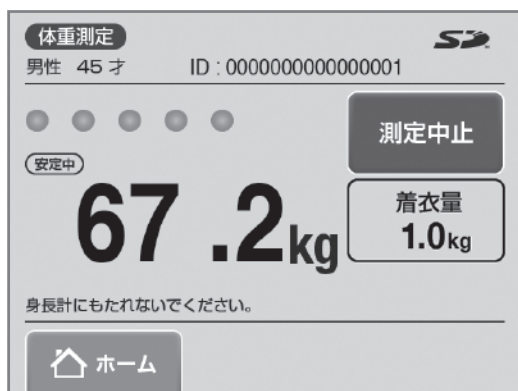 体重測定
SD
男性 45才 ID : 0000000000000001
測定中止
安定中
67.2kg
着衣量
1.0kg
身長計にもたれないでください。
ホーム